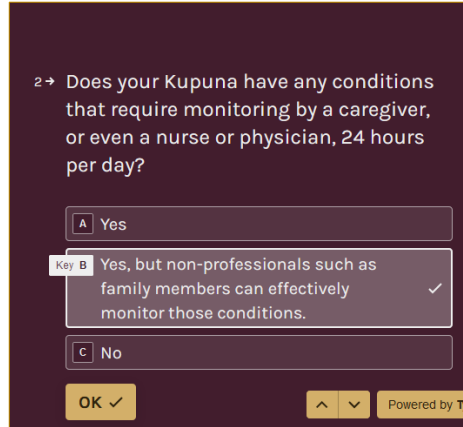 2→ Does your Kupuna have any conditions
that require monitoring by a caregiver,
or even a nurse or physician, 24 hours
per day?
A Yes
Key B Yes, but non-professionals such as
family members can effectively
monitor those conditions.
C No
OK ✓
Powered by T